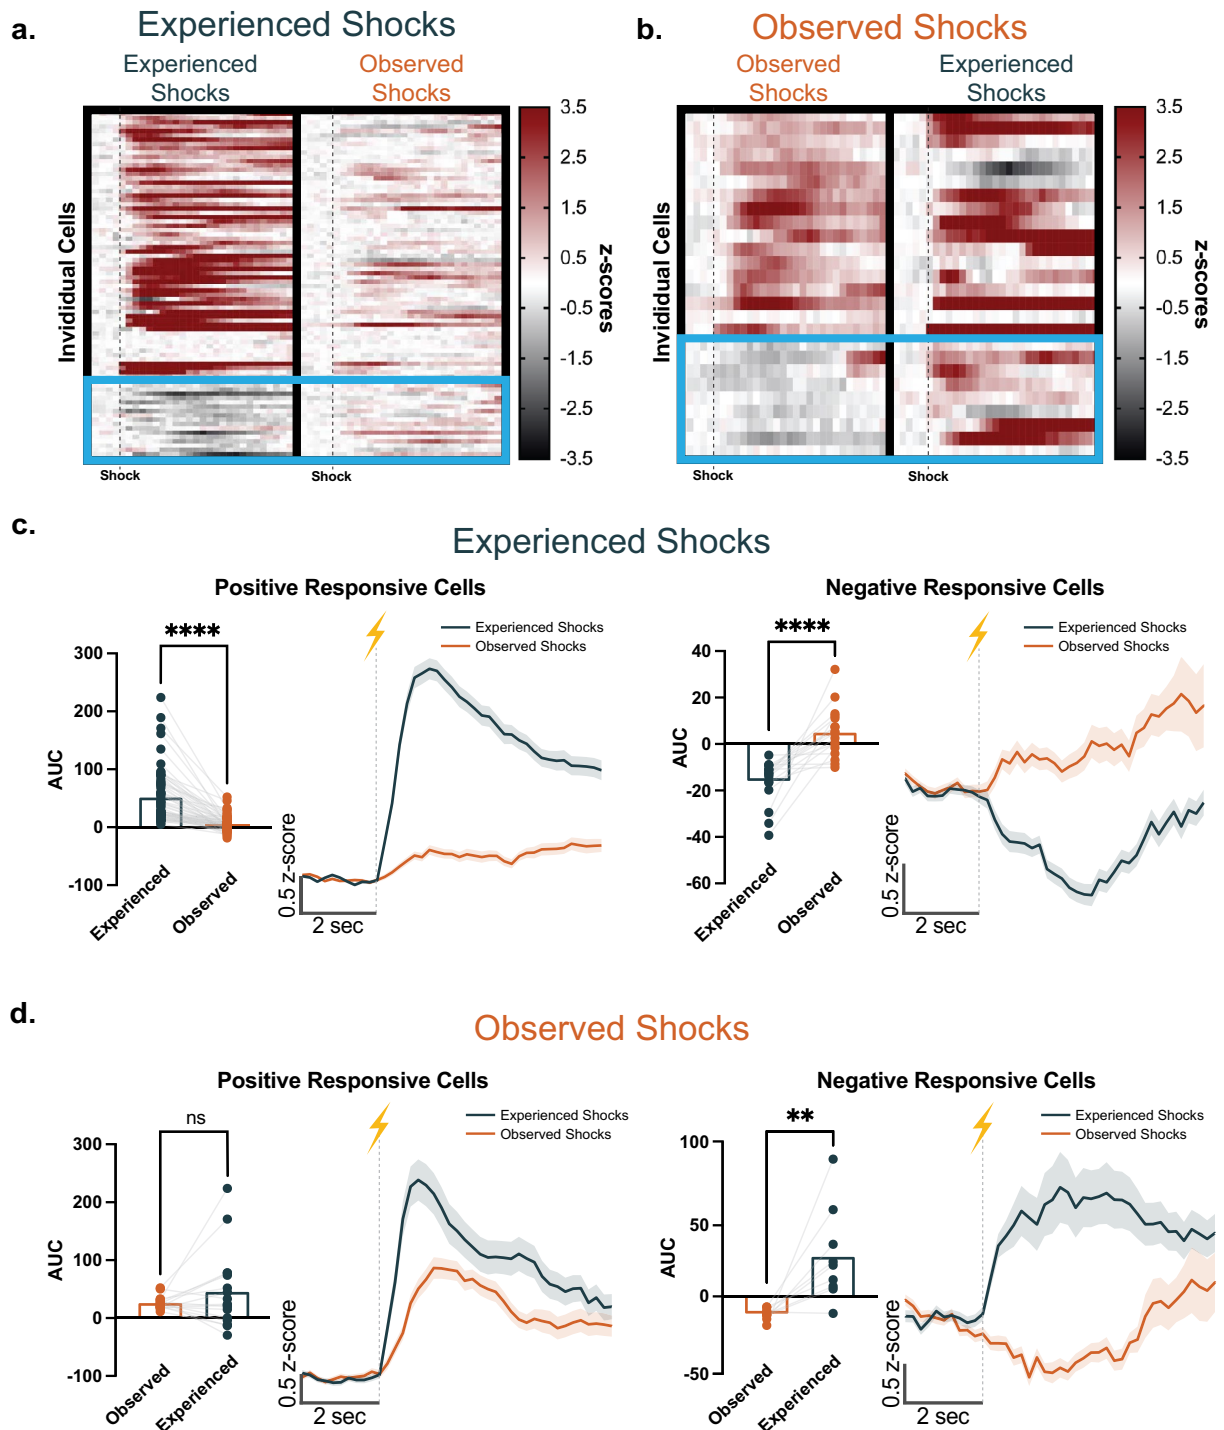 a.
Experienced Shocks
Experienced Shocks
Observed Shocks
Invididual Cells
3.5
2.5
1.5
-0.5
-1.5
-2.5
-3.5
z-scores
Shock
Shock
b.
Observed Shocks
Observed Shocks
Experienced Shocks
Invididual Cells
3.5
2.5
1.5
-0.5
-1.5
-2.5
-3.5
z-scores
Shock
Shock
c.
Experienced Shocks
Positive Responsive Cells
****
300
200
100
0
-100
AUC
Experienced
Observed
Experienced Shocks
Observed Shocks
0.5 z-score
2 sec
Negative Responsive Cells
****
40
20
0
-20
-40
-60
AUC
Experienced
Observed
Experienced Shocks
Observed Shocks
0.5 z-score
2 sec
d.
Observed Shocks
Positive Responsive Cells
ns
300
200
100
0
-100
AUC
Observed
Experienced
Experienced Shocks
Observed Shocks
0.5 z-score
2 sec
Negative Responsive Cells
**
100
50
0
-50
AUC
Observed
Experienced
Experienced Shocks
Observed Shocks
0.5 z-score
2 sec